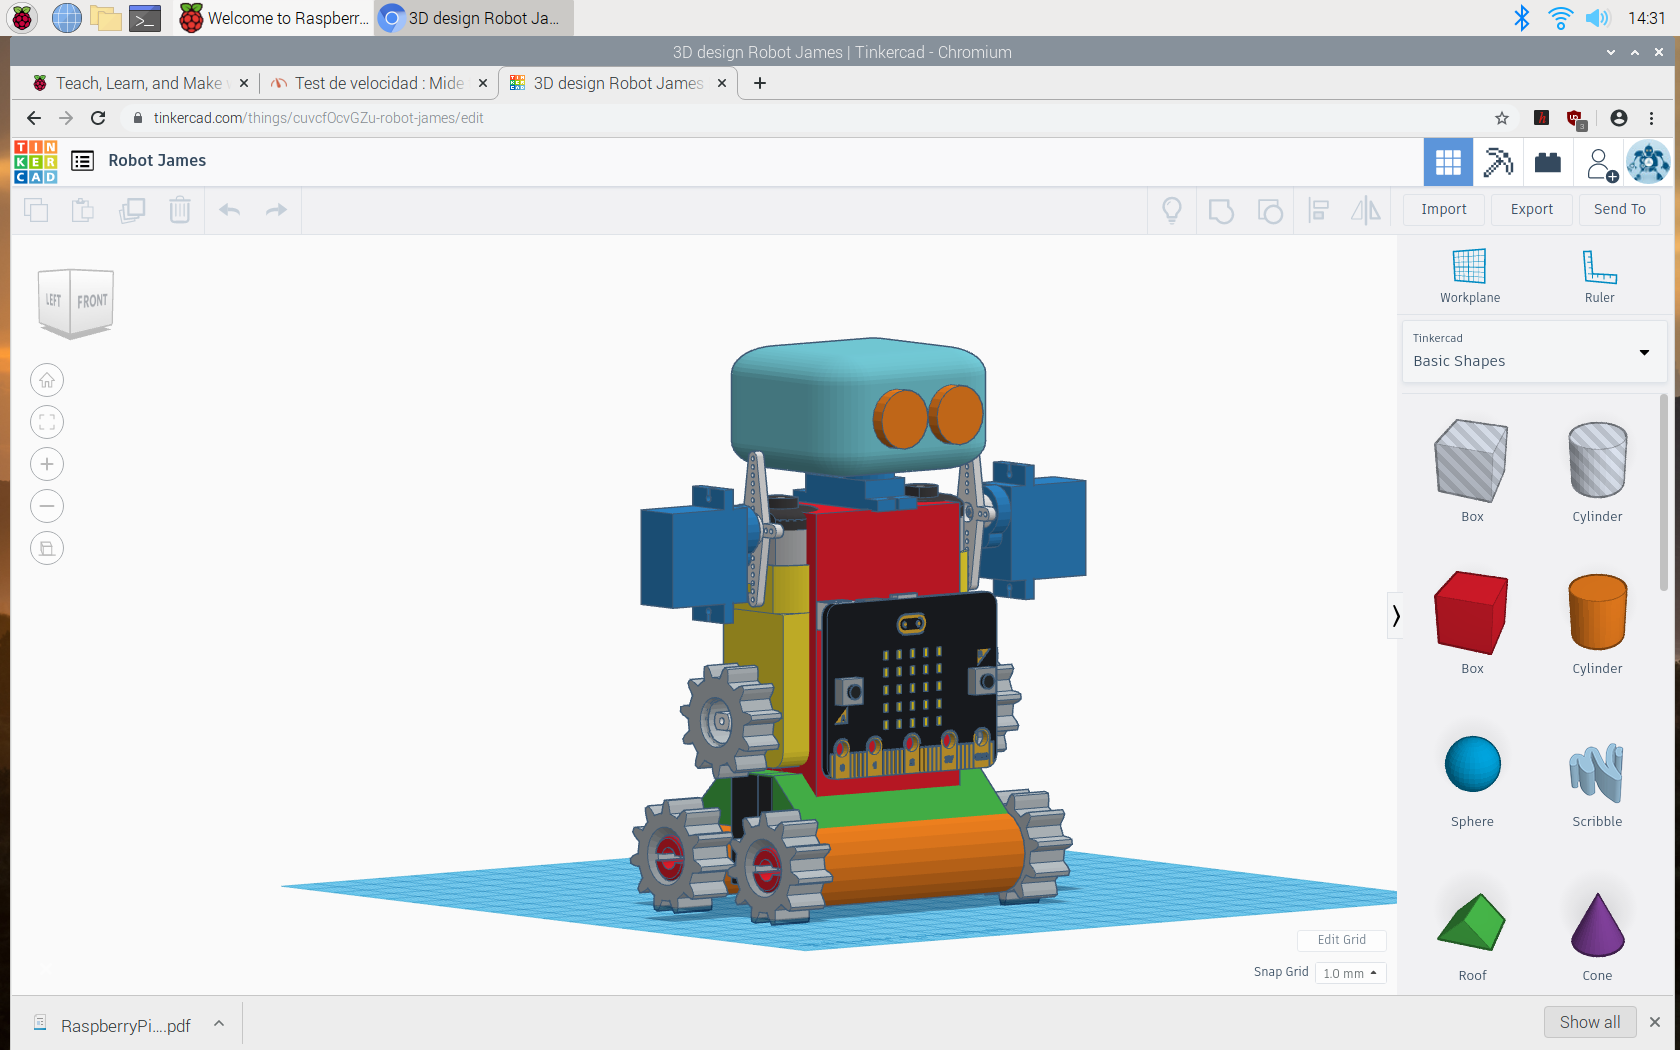 Welcome to Raspberr...
3D design Robot Ja...
14:31
3D design Robot James | Tinkercad - Chromium
Teach, Learn, and Make
Test de velocidad : Mide
3D design Robot James
tinkercad.com/things/cuvcfOcvGZu-robot-james/edit
3
TIN
KER
CAD
Robot James
Import
Export
Send To
LEFT
FRONT
Workplane
Ruler
Tinkercad
Basic Shapes
Box
Cylinder
Box
Cylinder
Sphere
Scribble
Roof
Cone
Edit Grid
Snap Grid
1.0 mm
RaspberryPi....pdf
Show all